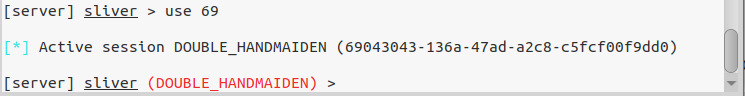 [server] sliver > use 69
[*] Active session DOUBLE_HANDMAIDEN (69043043-136a-47ad-a2c8-c5fcf00f9dd0)
[server] sliver (DOUBLE_HANDMAIDEN) >